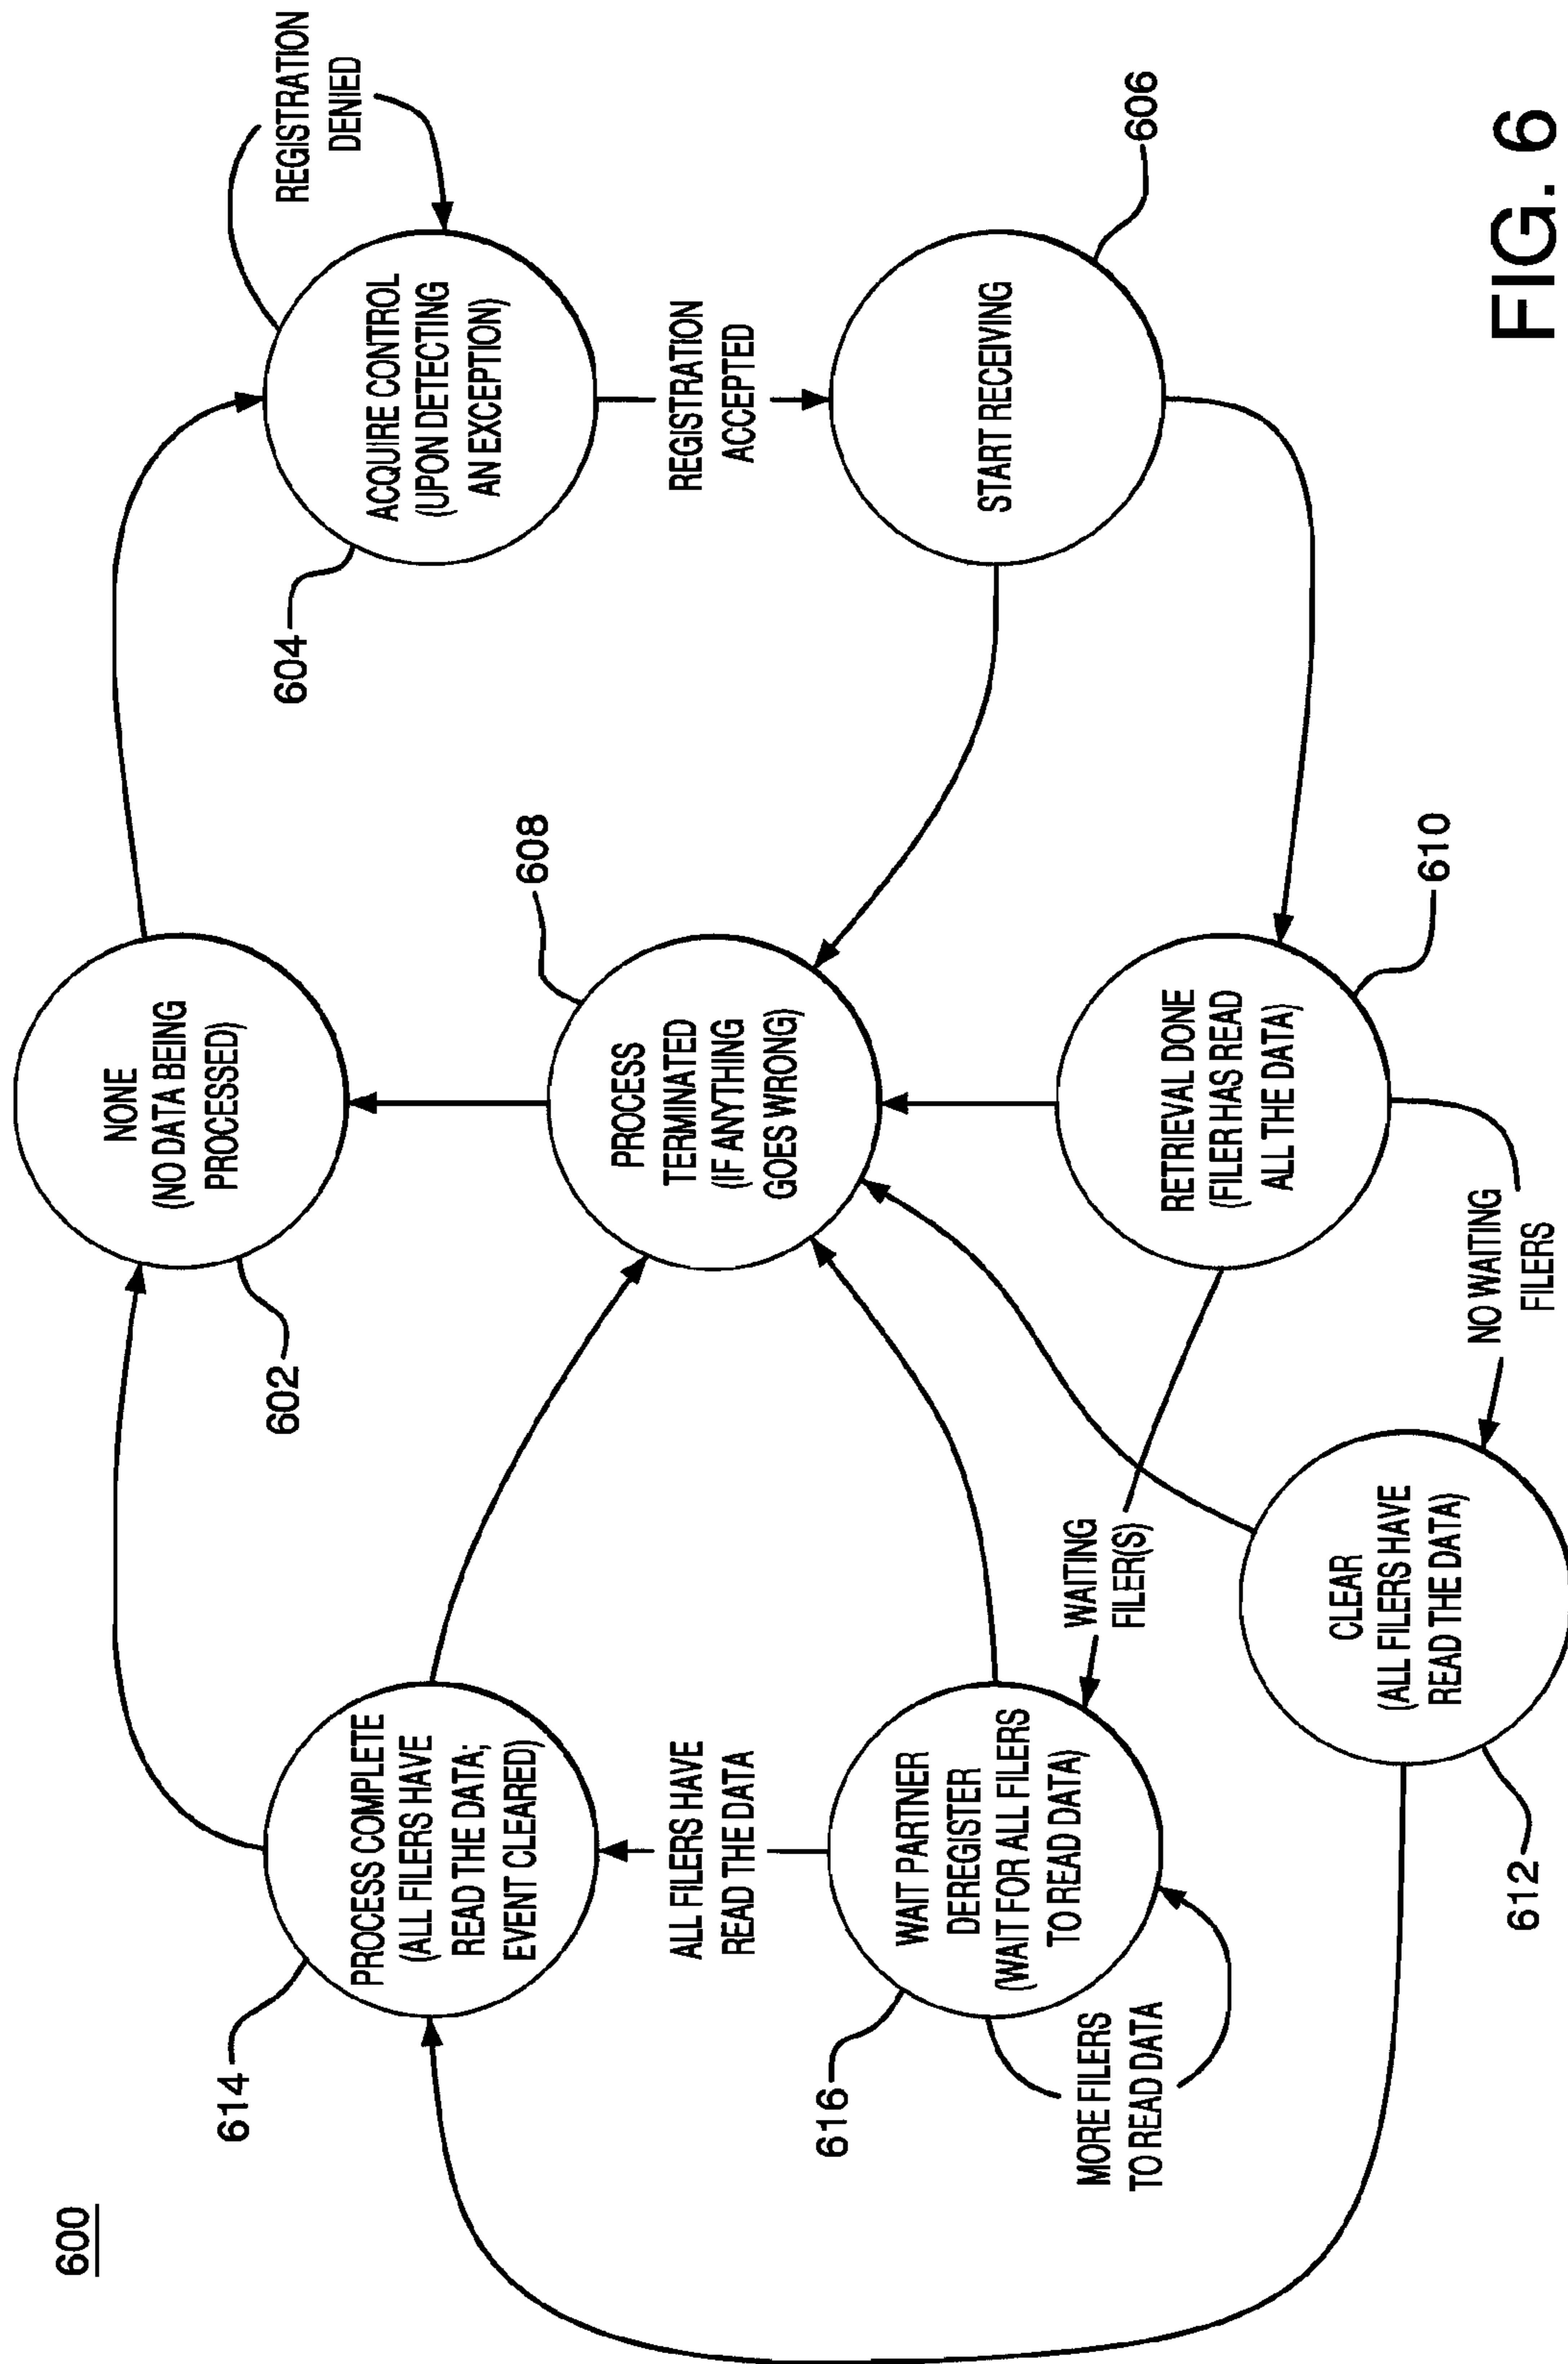 600
614
PROCESS COMPLETE
(ALL FILERS HAVE
READ THE DATA;
EVENT CLEARED)
602
NONE
(NO DATA BEING
PROCESSED)
604
ACQUIRE CONTROL
(UPON DETECTING
AN EXCEPTION)
REGISTRATION
DENIED
ALL FILERS HAVE
READ THE DATA
608
PROCESS
TERMINATED
(IF ANYTHING
GOES WRONG)
REGISTRATION
ACCEPTED
616
WAIT PARTNER
DEREGISTER
(WAIT FOR ALL FILERS
TO READ DATA)
MORE FILERS
TO READ DATA
WAITING
FILER(S)
START RECEIVING
606
RETRIEVAL DONE
(FILER HAS READ
ALL THE DATA)
610
CLEAR
(ALL FILERS HAVE
READ THE DATA)
612
NO WAITING
FILERS
FIG. 6